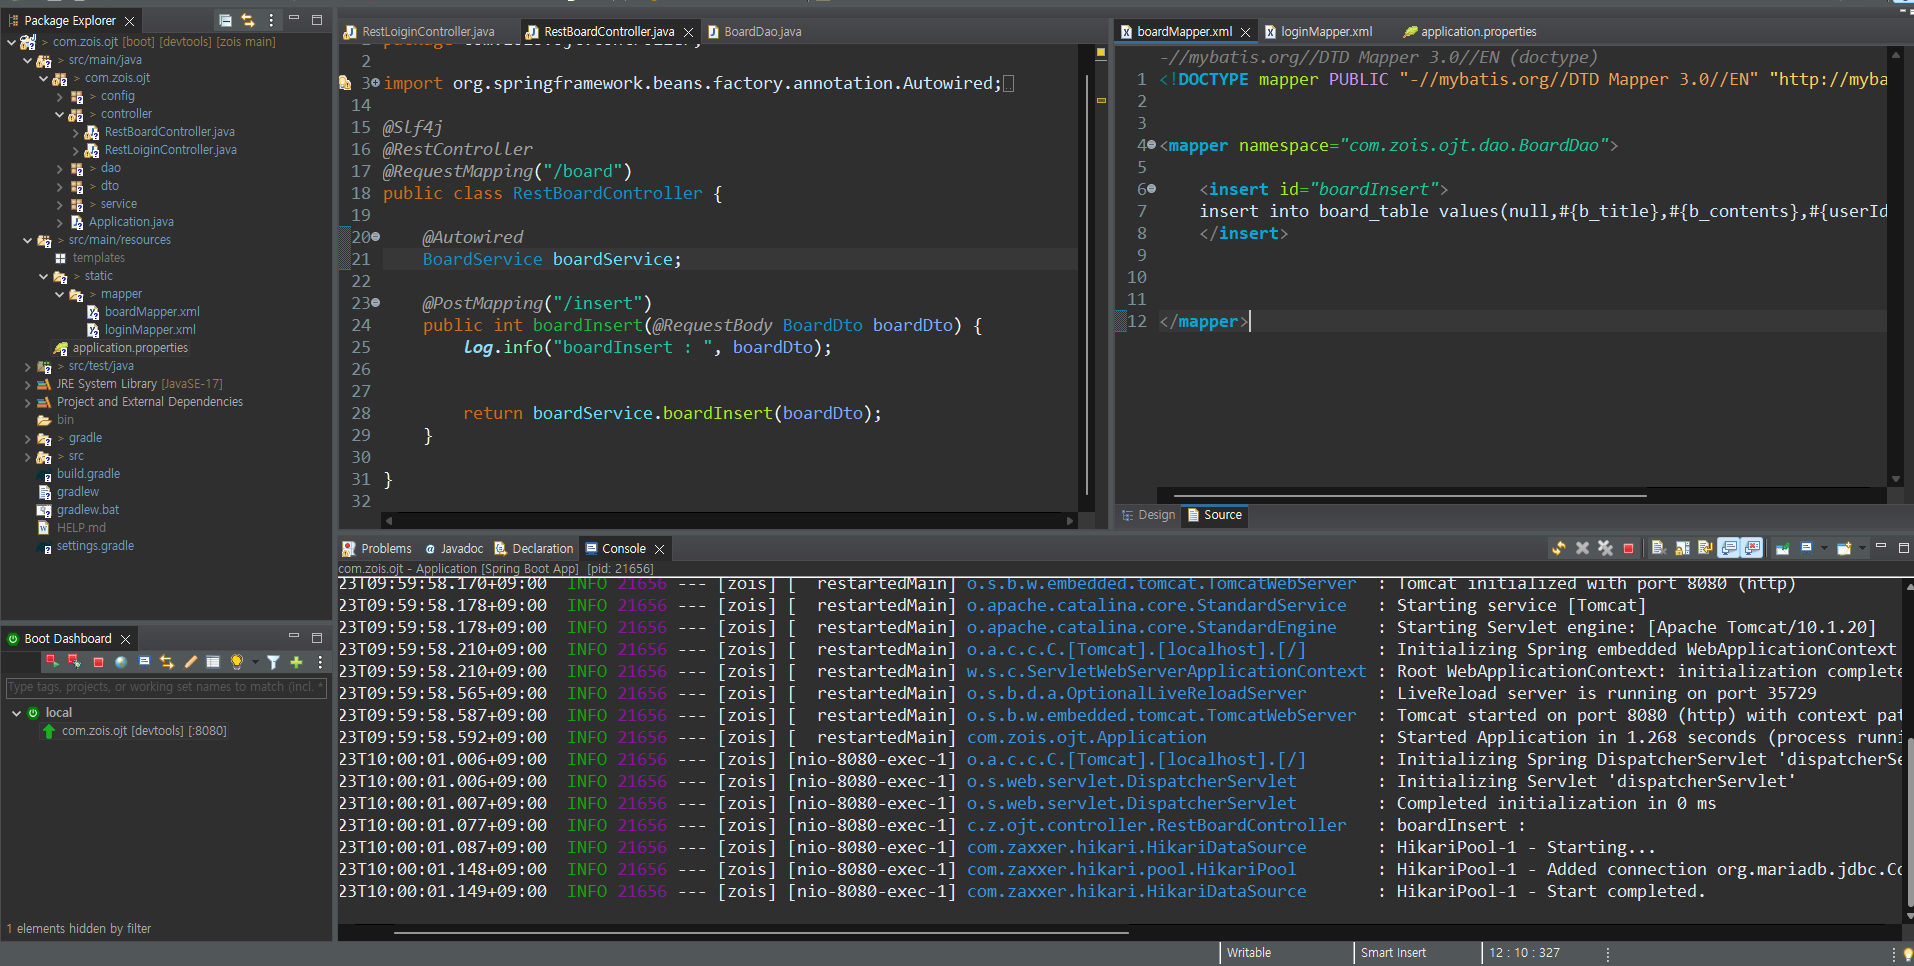 Package Explorer
com.zois.ojt [boot] [devtools] [zois main]
src/main/java
com.zois.ojt
config
controller
RestBoardController.java
RestLoiginController.java
dao
dto
service
Application.java
src/main/resources
templates
static
mapper
boardMapper.xml
loginMapper.xml
application.properties
src/test/java
JRE System Library [JavaSE-17]
Project and External Dependencies
bin
gradle
src
build.gradle
gradlew
gradlew.bat
HELP.md
settings.gradle
Boot Dashboard
Type tags, projects, or working set names to match (incl. *
local
com.zois.ojt [devtools] [:8080]
1 elements hidden by filter
RestLoiginController.java
RestBoardController.java
BoardDao.java
2
3 import org.springframework.beans.factory.annotation.Autowired;
14
15 @Slf4j
16 @RestController
17 @RequestMapping("/board")
18 public class RestBoardController {
19
20 @Autowired
21 BoardService boardService;
22
23 @PostMapping("/insert")
24 public int boardInsert(@RequestBody BoardDto boardDto) {
25 log.info("boardInsert : ", boardDto);
26
27
28 return boardService.boardInsert(boardDto);
29 }
30
31 }
32
boardMapper.xml
loginMapper.xml
application.properties
-//mybatis.org//DTD Mapper 3.0//EN (doctype)
1 <!DOCTYPE mapper PUBLIC "-//mybatis.org//DTD Mapper 3.0//EN" "http://myba
2
3
4 <mapper namespace="com.zois.ojt.dao.BoardDao">
5
6 <insert id="boardInsert">
7 insert into board_table values(null,#{b_title},#{b_contents},#{userId
8 </insert>
9
10
11
12 </mapper>
Design
Source
Problems
Javadoc
Declaration
Console
com.zois.ojt - Application [Spring Boot App] [pid: 21656]
23T09:59:58.170+09:00 INFO 21656 --- [zois] [ restartedMain] o.s.b.w.embedded.tomcat.TomcatWebServer : Tomcat initialized with port 8080 (http)
23T09:59:58.178+09:00 INFO 21656 --- [zois] [ restartedMain] o.apache.catalina.core.StandardService : Starting service [Tomcat]
23T09:59:58.178+09:00 INFO 21656 --- [zois] [ restartedMain] o.apache.catalina.core.StandardEngine : Starting Servlet engine: [Apache Tomcat/10.1.20]
23T09:59:58.210+09:00 INFO 21656 --- [zois] [ restartedMain] o.a.c.c.C.[Tomcat].[localhost].[/] : Initializing Spring embedded WebApplicationContext
23T09:59:58.210+09:00 INFO 21656 --- [zois] [ restartedMain] w.s.c.ServletWebServerApplicationContext : Root WebApplicationContext: initialization complete
23T09:59:58.565+09:00 INFO 21656 --- [zois] [ restartedMain] o.s.b.d.a.OptionalLiveReloadServer : LiveReload server is running on port 35729
23T09:59:58.587+09:00 INFO 21656 --- [zois] [ restartedMain] o.s.b.w.embedded.tomcat.TomcatWebServer : Tomcat started on port 8080 (http) with context pat
23T09:59:58.592+09:00 INFO 21656 --- [zois] [ restartedMain] com.zois.ojt.Application : Started Application in 1.268 seconds (process runni
23T10:00:01.006+09:00 INFO 21656 --- [zois] [nio-8080-exec-1] o.a.c.c.C.[Tomcat].[localhost].[/] : Initializing Spring DispatcherServlet 'dispatcherSe
23T10:00:01.006+09:00 INFO 21656 --- [zois] [nio-8080-exec-1] o.s.web.servlet.DispatcherServlet : Initializing Servlet 'dispatcherServlet'
23T10:00:01.007+09:00 INFO 21656 --- [zois] [nio-8080-exec-1] o.s.web.servlet.DispatcherServlet : Completed initialization in 0 ms
23T10:00:01.077+09:00 INFO 21656 --- [zois] [nio-8080-exec-1] c.z.ojt.controller.RestBoardController : boardInsert :
23T10:00:01.087+09:00 INFO 21656 --- [zois] [nio-8080-exec-1] com.zaxxer.hikari.HikariDataSource : HikariPool-1 - Starting...
23T10:00:01.148+09:00 INFO 21656 --- [zois] [nio-8080-exec-1] com.zaxxer.hikari.pool.HikariPool : HikariPool-1 - Added connection org.mariadb.jdbc.Co
23T10:00:01.149+09:00 INFO 21656 --- [zois] [nio-8080-exec-1] com.zaxxer.hikari.HikariDataSource : HikariPool-1 - Start completed.
Writable
Smart Insert
12 : 10 : 327